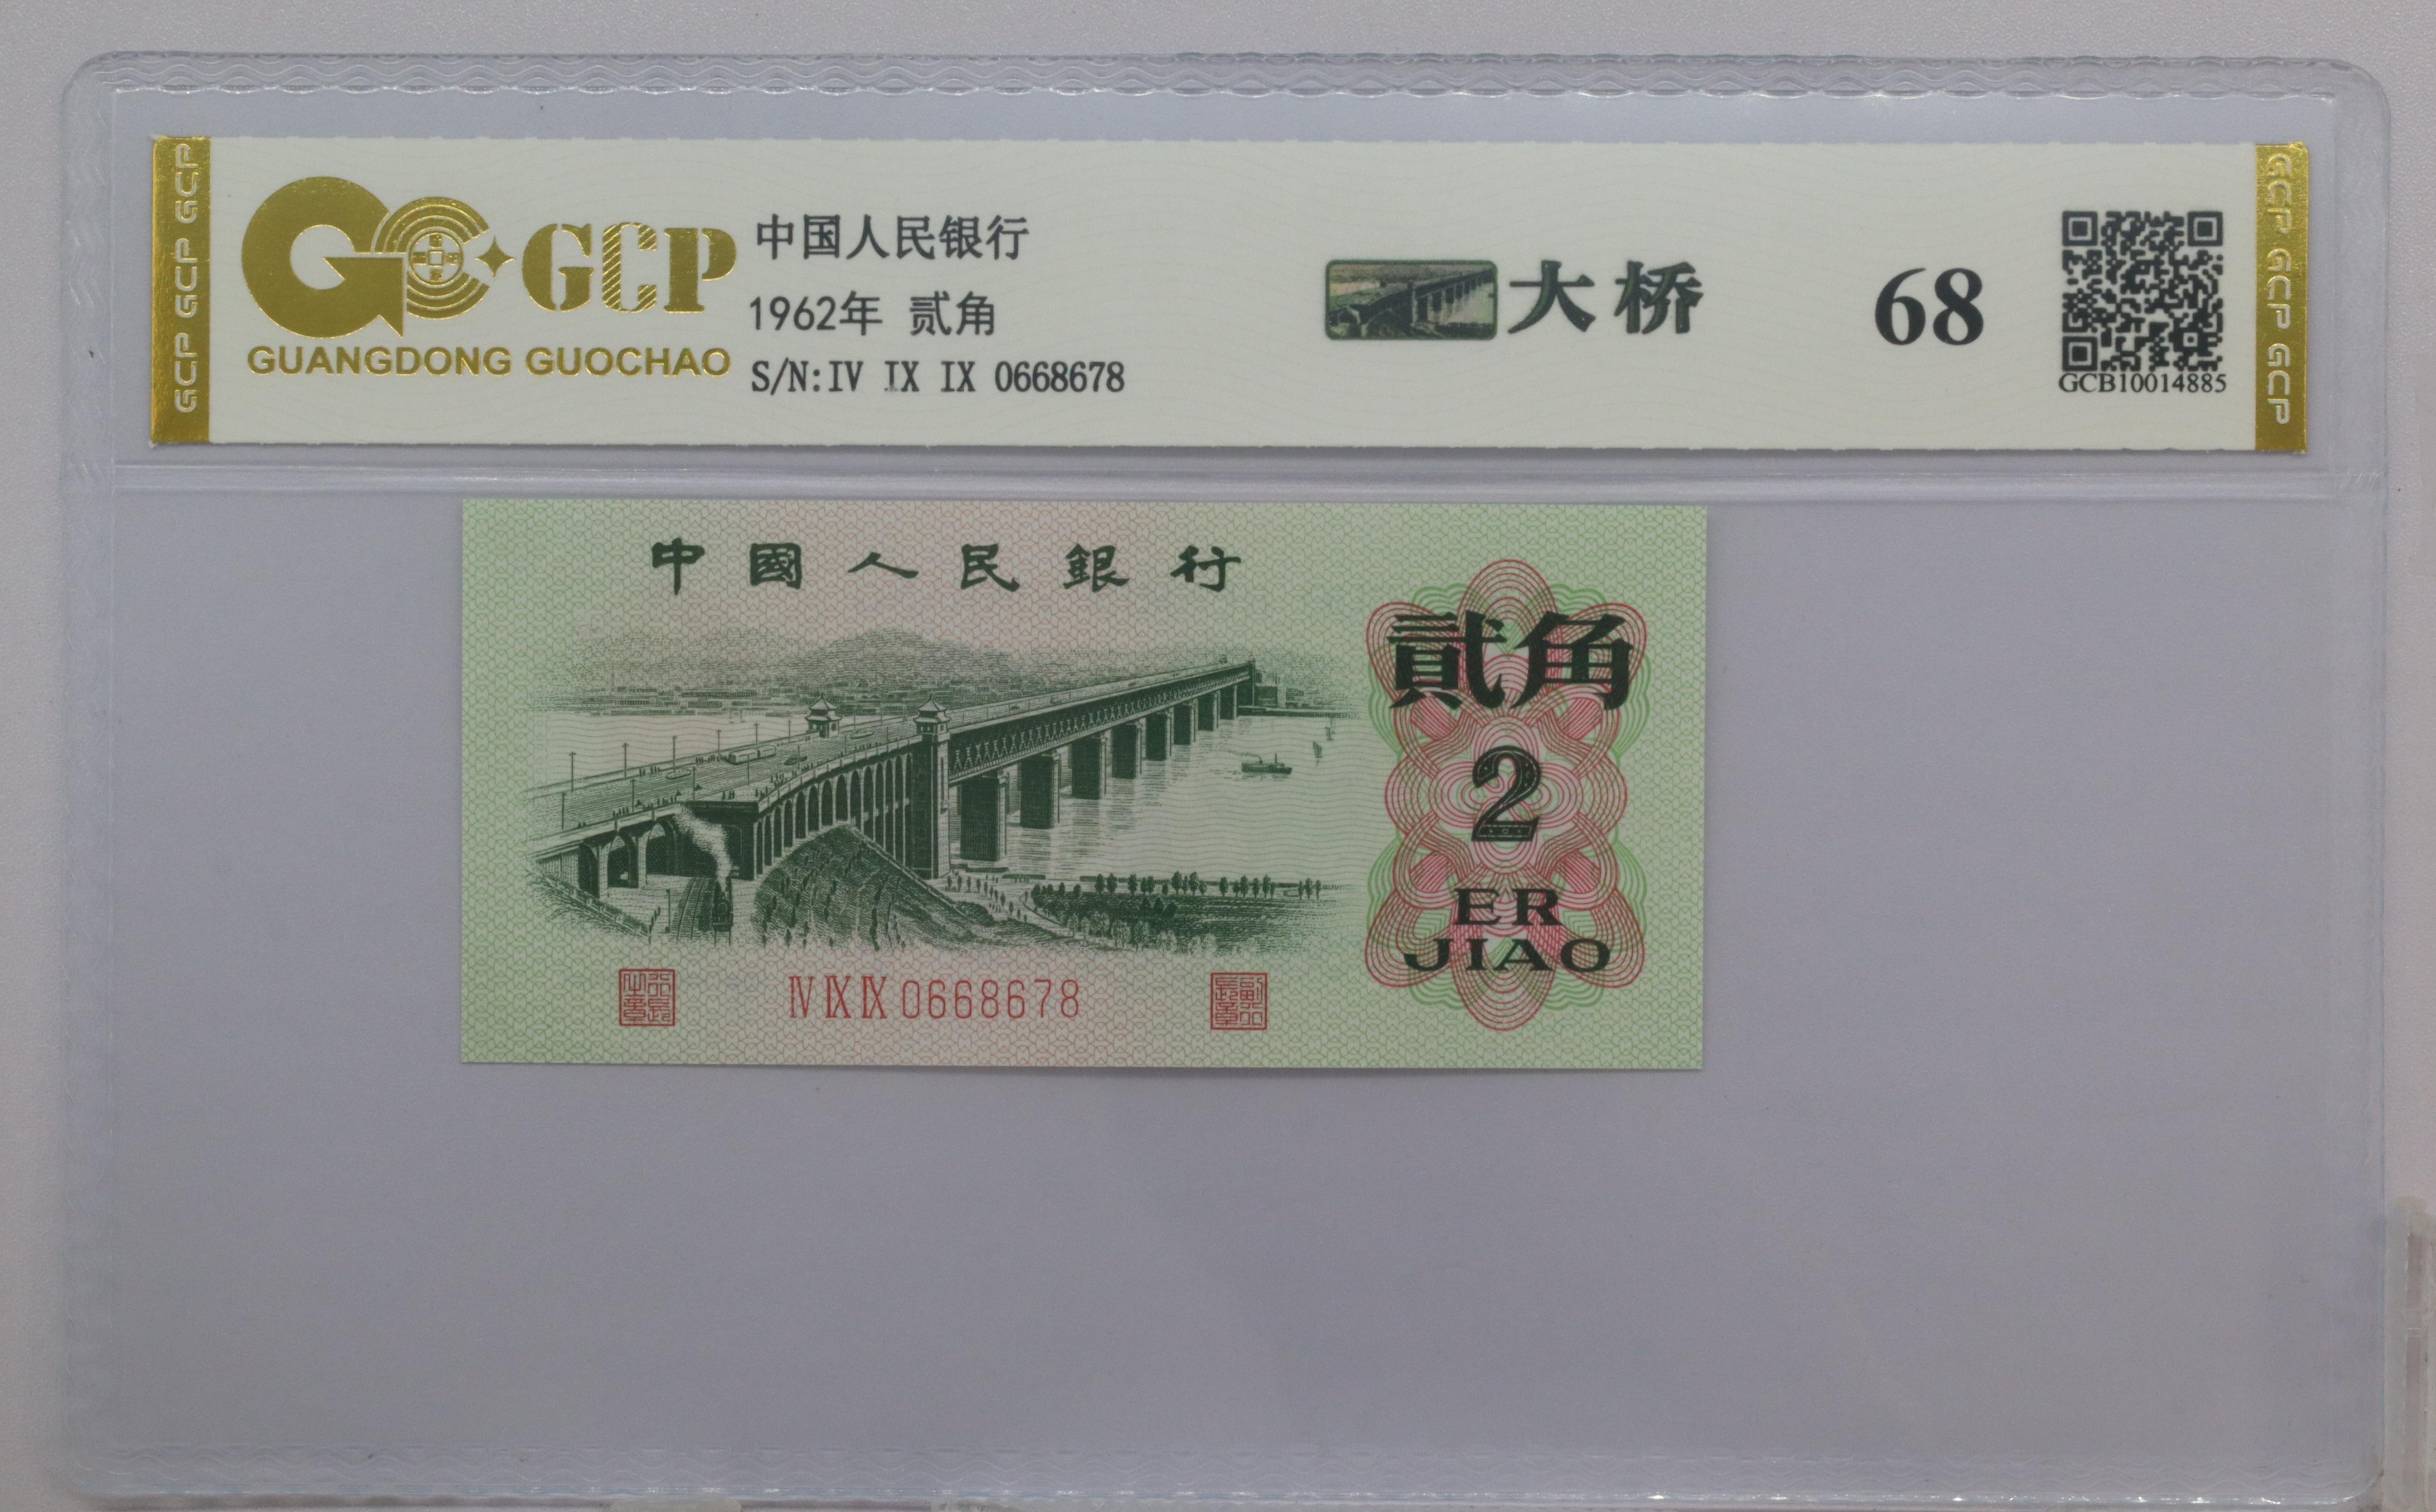 GCP GCP GCP
GCP
GUANGDONG GUOCHAO
中国人民银行
1962年 贰角
S/N:IV IX IX 0668678
大桥
68
GCB10014885
GCP GCP GCP
中國人民銀行
貳角
2
ER
JIAO
IV IX IX 0668678